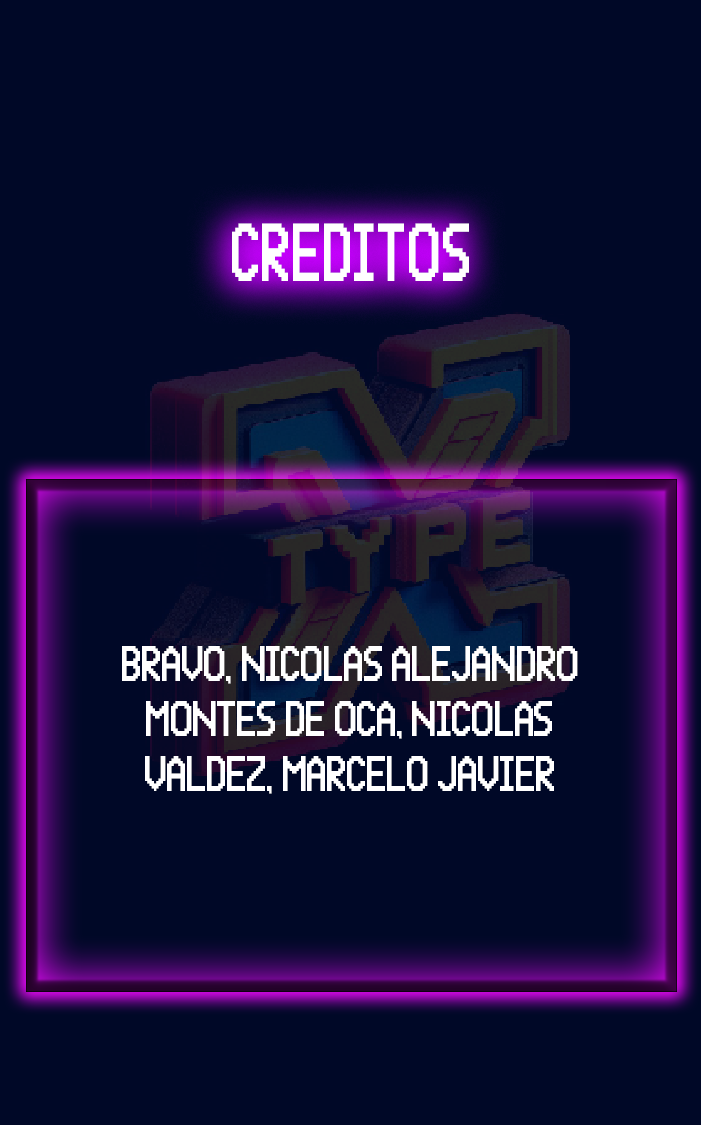 CREDITOS
TYPE
BRAVO, NICOLAS ALEJANDRO
MONTES DE OCA, NICOLAS
VALDEZ, MARCELO JAVIER